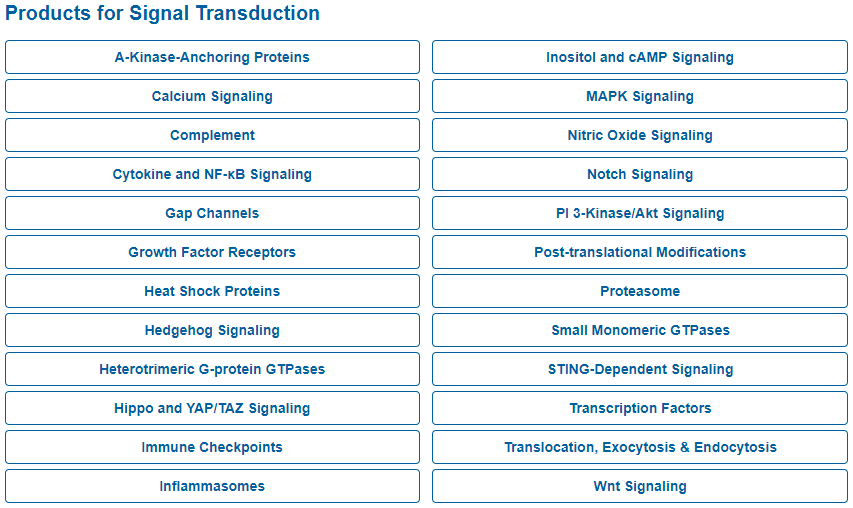 Products for Signal Transduction
A-Kinase-Anchoring Proteins
Inositol and cAMP Signaling
Calcium Signaling
MAPK Signaling
Complement
Nitric Oxide Signaling
Cytokine and NF-κB Signaling
Notch Signaling
Gap Channels
PI 3-Kinase/Akt Signaling
Growth Factor Receptors
Post-translational Modifications
Heat Shock Proteins
Proteasome
Hedgehog Signaling
Small Monomeric GTPases
Heterotrimeric G-protein GTPases
STING-Dependent Signaling
Hippo and YAP/TAZ Signaling
Transcription Factors
Immune Checkpoints
Translocation, Exocytosis & Endocytosis
Inflammasomes
Wnt Signaling